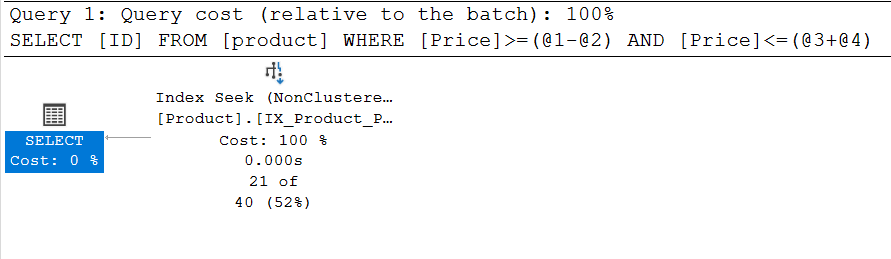 Query 1: Query cost (relative to the batch): 100%
SELECT [ID] FROM [product] WHERE [Price]>=(@1-@2) AND [Price]<=(@3+@4)
Index Seek (NonClustere…
[Product].[IX_Product_P…
SELECT
Cost: 100 %
Cost: 0 %
0.000s
21 of
40 (52%)